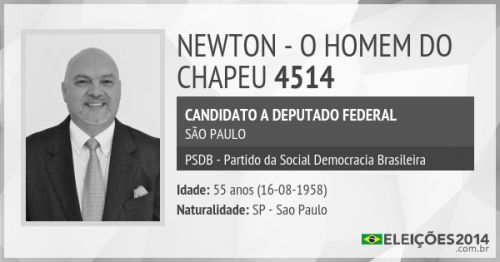 NEWTON - O HOMEM DO
CHAPEU 4514
CANDIDATO A DEPUTADO FEDERAL
SÃO PAULO
PSDB - Partido da Social Democracia Brasileira
Idade: 55 anos (16-08-1958)
Naturalidade: SP - Sao Paulo
ELEIÇÕES2014
.com.br